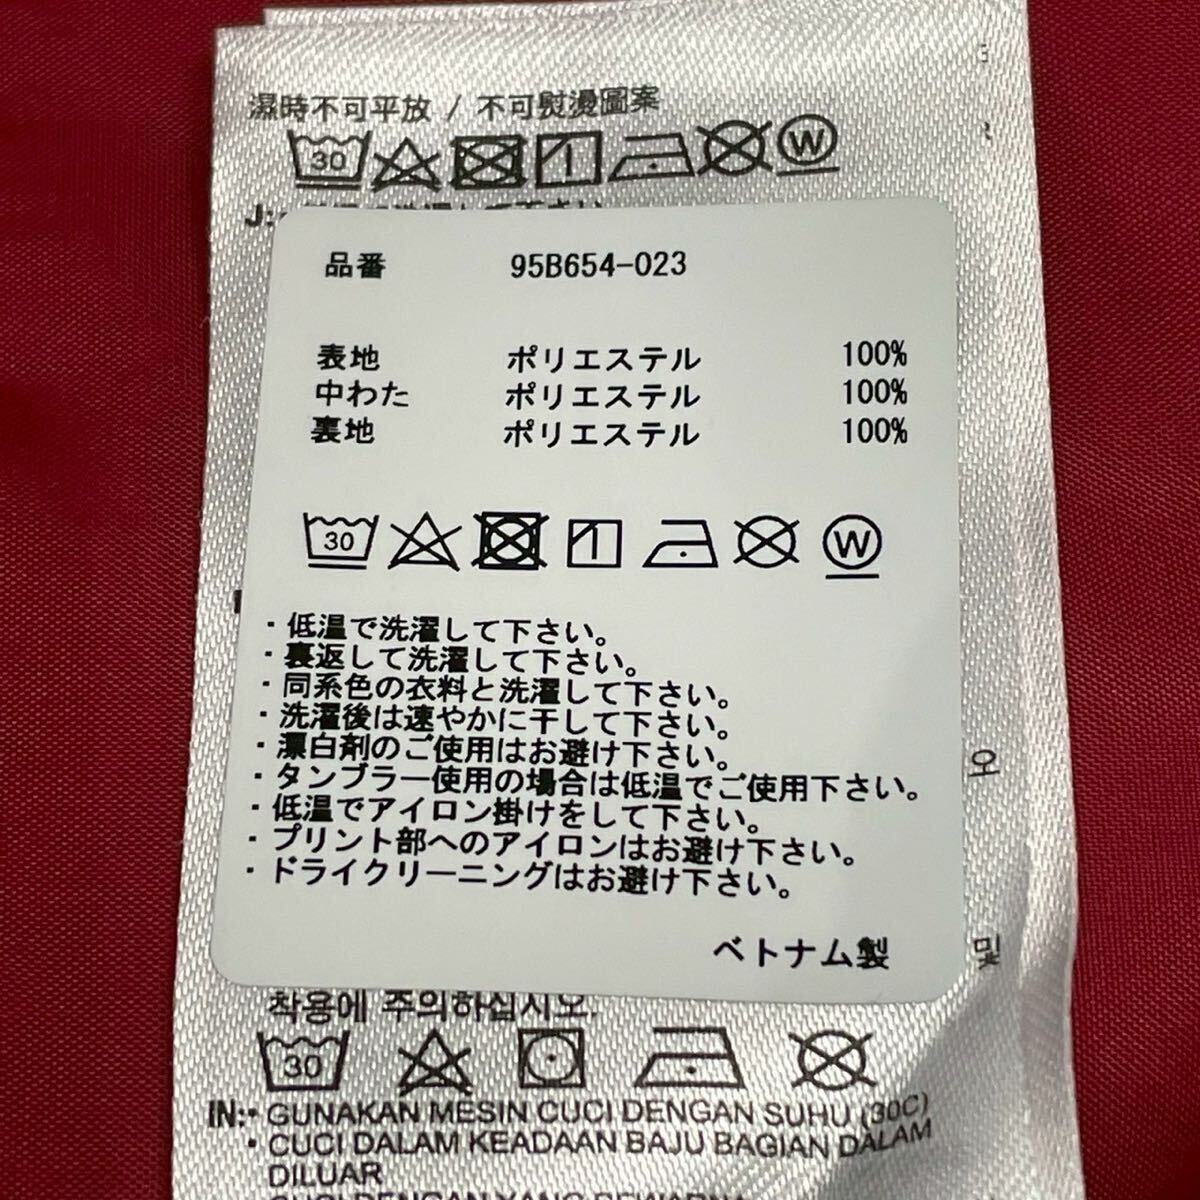 濕時不可平放 / 不可熨燙圖案
30 W
J:
品番 95B654-023
表地 ポリエステル 100%
中わた ポリエステル 100%
裏地 ポリエステル 100%
30 W
・低温で洗濯して下さい。
・裏返して洗濯して下さい。
・同系色の衣料と洗濯して下さい。
・洗濯後は速やかに干して下さい。
・漂白剤のご使用はお避け下さい。
・タンブラー使用の場合は低温でご使用下さい。
・低温でアイロン掛けをして下さい。
・プリント部へのアイロンはお避け下さい。
・ドライクリーニングはお避け下さい。
ベトナム製
오
및
착용에 주의하십시오.
30
IN:• GUNAKAN MESIN CUCI DENGAN SUHU (30C)
• CUCI DALAM KEADAAN BAJU BAGIAN DALAM
DILUAR